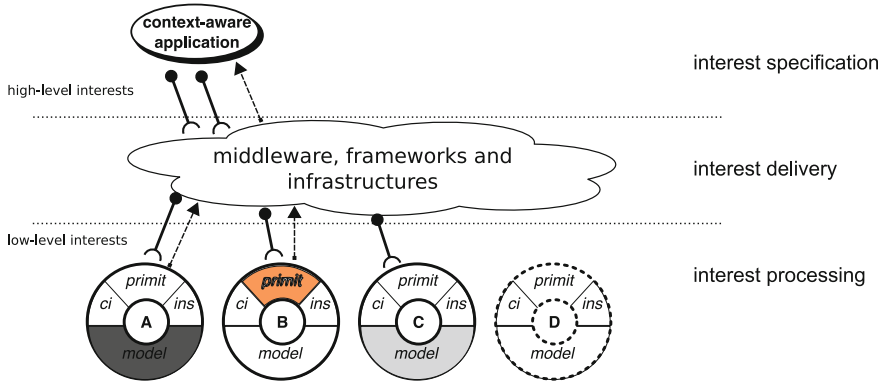 context-aware
application
interest specification
high-level interests
middleware, frameworks and
infrastructures
interest delivery
low-level interests
interest processing
primit
ci
ins
A
model
primit
ci
ins
B
model
primit
ci
ins
C
model
primit
ci
ins
D
model